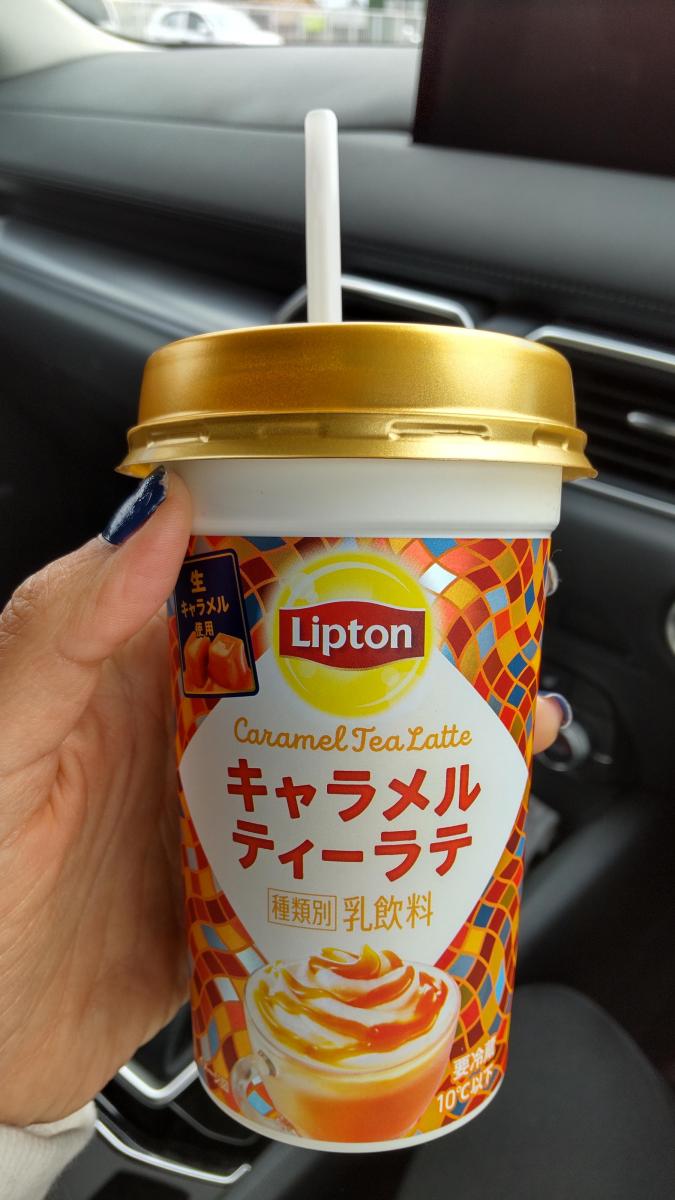 生
キャラメル
使用
Lipton
Caramel Tea Latte
キャラメル
ティーラテ
種類別 乳飲料
要冷蔵
10℃以下